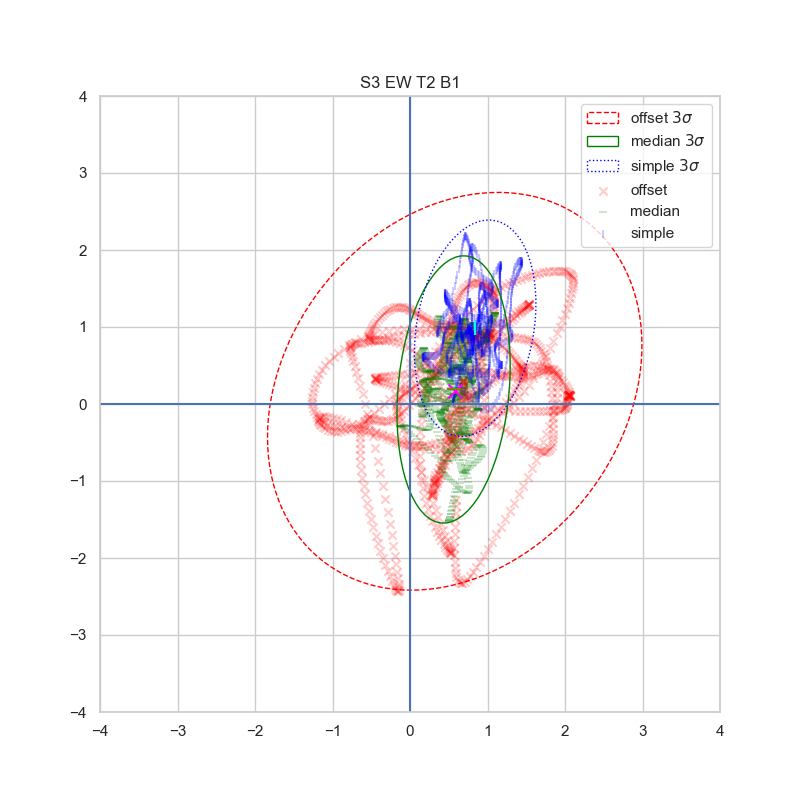 S3 EW T2 B1
offset 3σ
median 3σ
simple 3σ
offset
median
simple
4
3
2
1
0
−1
−2
−3
−4
−4 −3 −2 −1 0 1 2 3 4